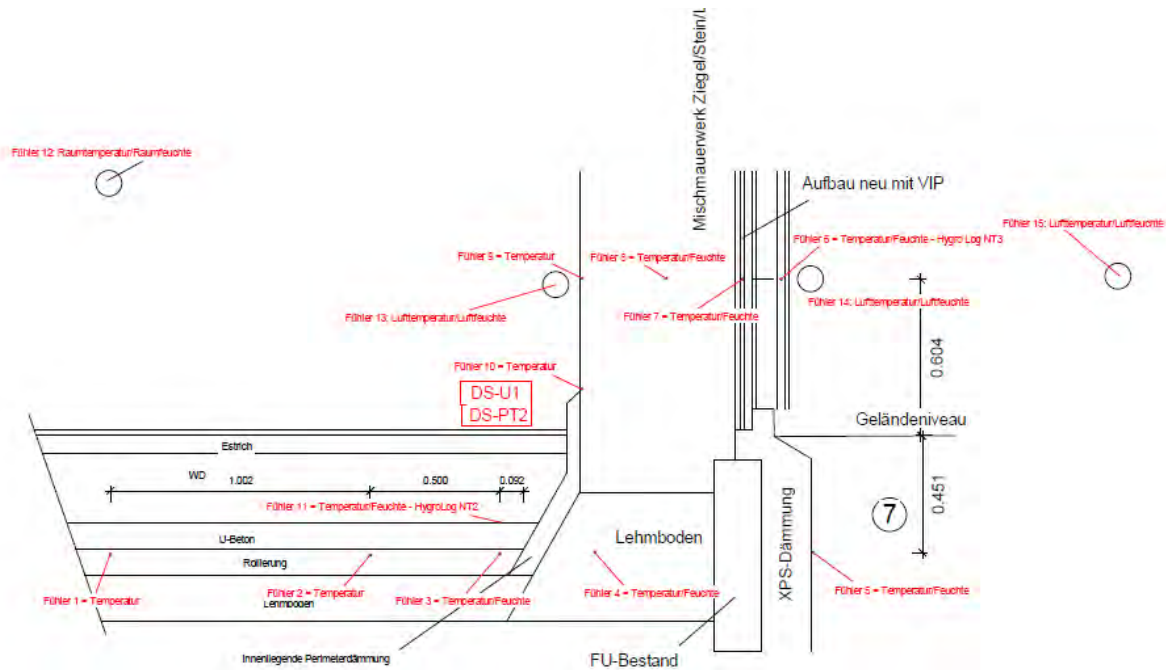 Mischmauerwerk Ziegel/Stein/L
Fühler 12: Raumtemperatur/Raumfeuchte
Aufbau neu mit VIP
Fühler 15: Lufttemperatur/Luftfeuchte
Fühler 9 = Temperatur
Fühler 8 = Temperatur/Feuchte
Fühler 6 = Temperatur/Feuchte - Hygro Log NT3
Fühler 13: Lufttemperatur/Luftfeuchte
Fühler 7 = Temperatur/Feuchte
Fühler 14: Lufttemperatur/Luftfeuchte
0.604
Fühler 10 = Temperatur
DS-U1
DS-PT2
Geländeniveau
Estrich
WD
1.002
0.500
0.092
0.451
Fühler 11 = Temperatur/Feuchte - HygroLog NT2
7
U-Beton
Lehmboden
XPS-Dämmung
Rollierung
Fühler 1 = Temperatur
Fühler 2 = Temperatur
Fühler 3 = Temperatur/Feuchte
Fühler 4 = Temperatur/Feuchte
Fühler 5 = Temperatur/Feuchte
Lehmboden
Innenliegende Perimeterdämmung
FU-Bestand